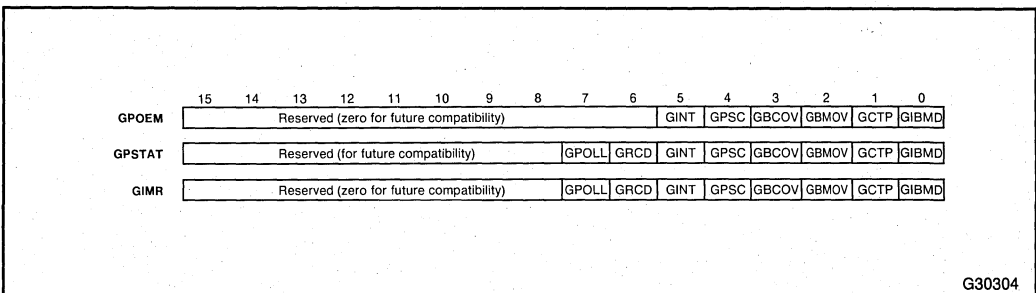 15 14 13 12 11 10 9 8 7 6 5 4 3 2 1 0
GPOEM Reserved (zero for future compatibility) GINT GPSC GBCOV GBMOV GCTP GIBMD
GPSTAT Reserved (for future compatibility) GPOLL GRCD GINT GPSC GBCOV GBMOV GCTP GIBMD
GIMR Reserved (zero for future compatibility) GPOLL GRCD GINT GPSC GBCOV GBMOV GCTP GIBMD
G30304